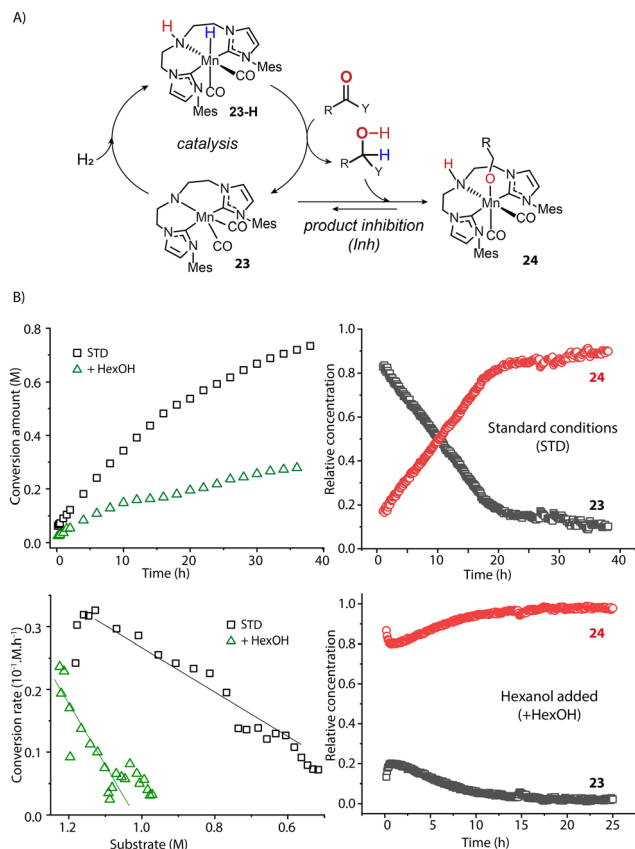 A)
H
H
N
N
N
Mn
N
Mes
CO
N
CO
Mes
23-H
H₂
catalysis
O
R
Y
O-H
R
H
Y
N
N
N
Mn
N
Mes
CO
N
CO
Mes
23
product inhibition
(Inh)
R
H
O
N
N
N
Mn
N
Mes
CO
N
CO
Mes
24
B)
Conversion amount (M)
0.8
0.6
0.4
0.2
0.0
STD
+ HexOH
0
10
20
30
40
Time (h)
Relative concentration
1.0
0.8
0.6
0.4
0.2
0.0
24
Standard conditions
(STD)
23
0
10
20
30
40
Time (h)
Conversion rate (10⁻¹.M.h⁻¹)
0.3
0.2
0.1
0.0
STD
+ HexOH
1.2
1.0
0.8
0.6
Substrate (M)
Relative concentration
1.0
0.8
0.6
0.4
0.2
0.0
24
Hexanol added
(+HexOH)
23
0
5
10
15
20
25
Time (h)